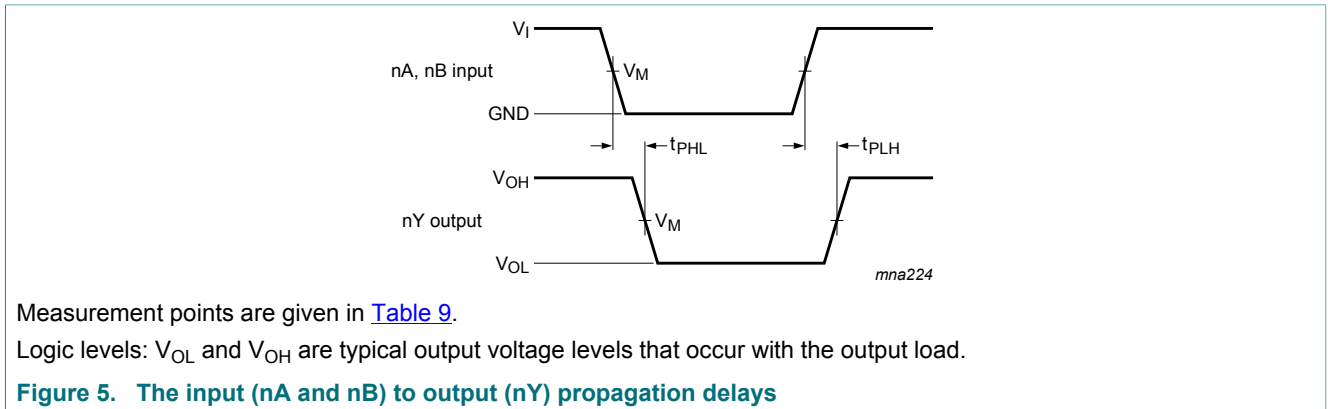 VI
nA, nB input
VM
GND
tPHL
tPLH
VOH
nY output
VM
VOL
mna224
Measurement points are given in Table 9.
Logic levels: VOL and VOH are typical output voltage levels that occur with the output load.
Figure 5. The input (nA and nB) to output (nY) propagation delays